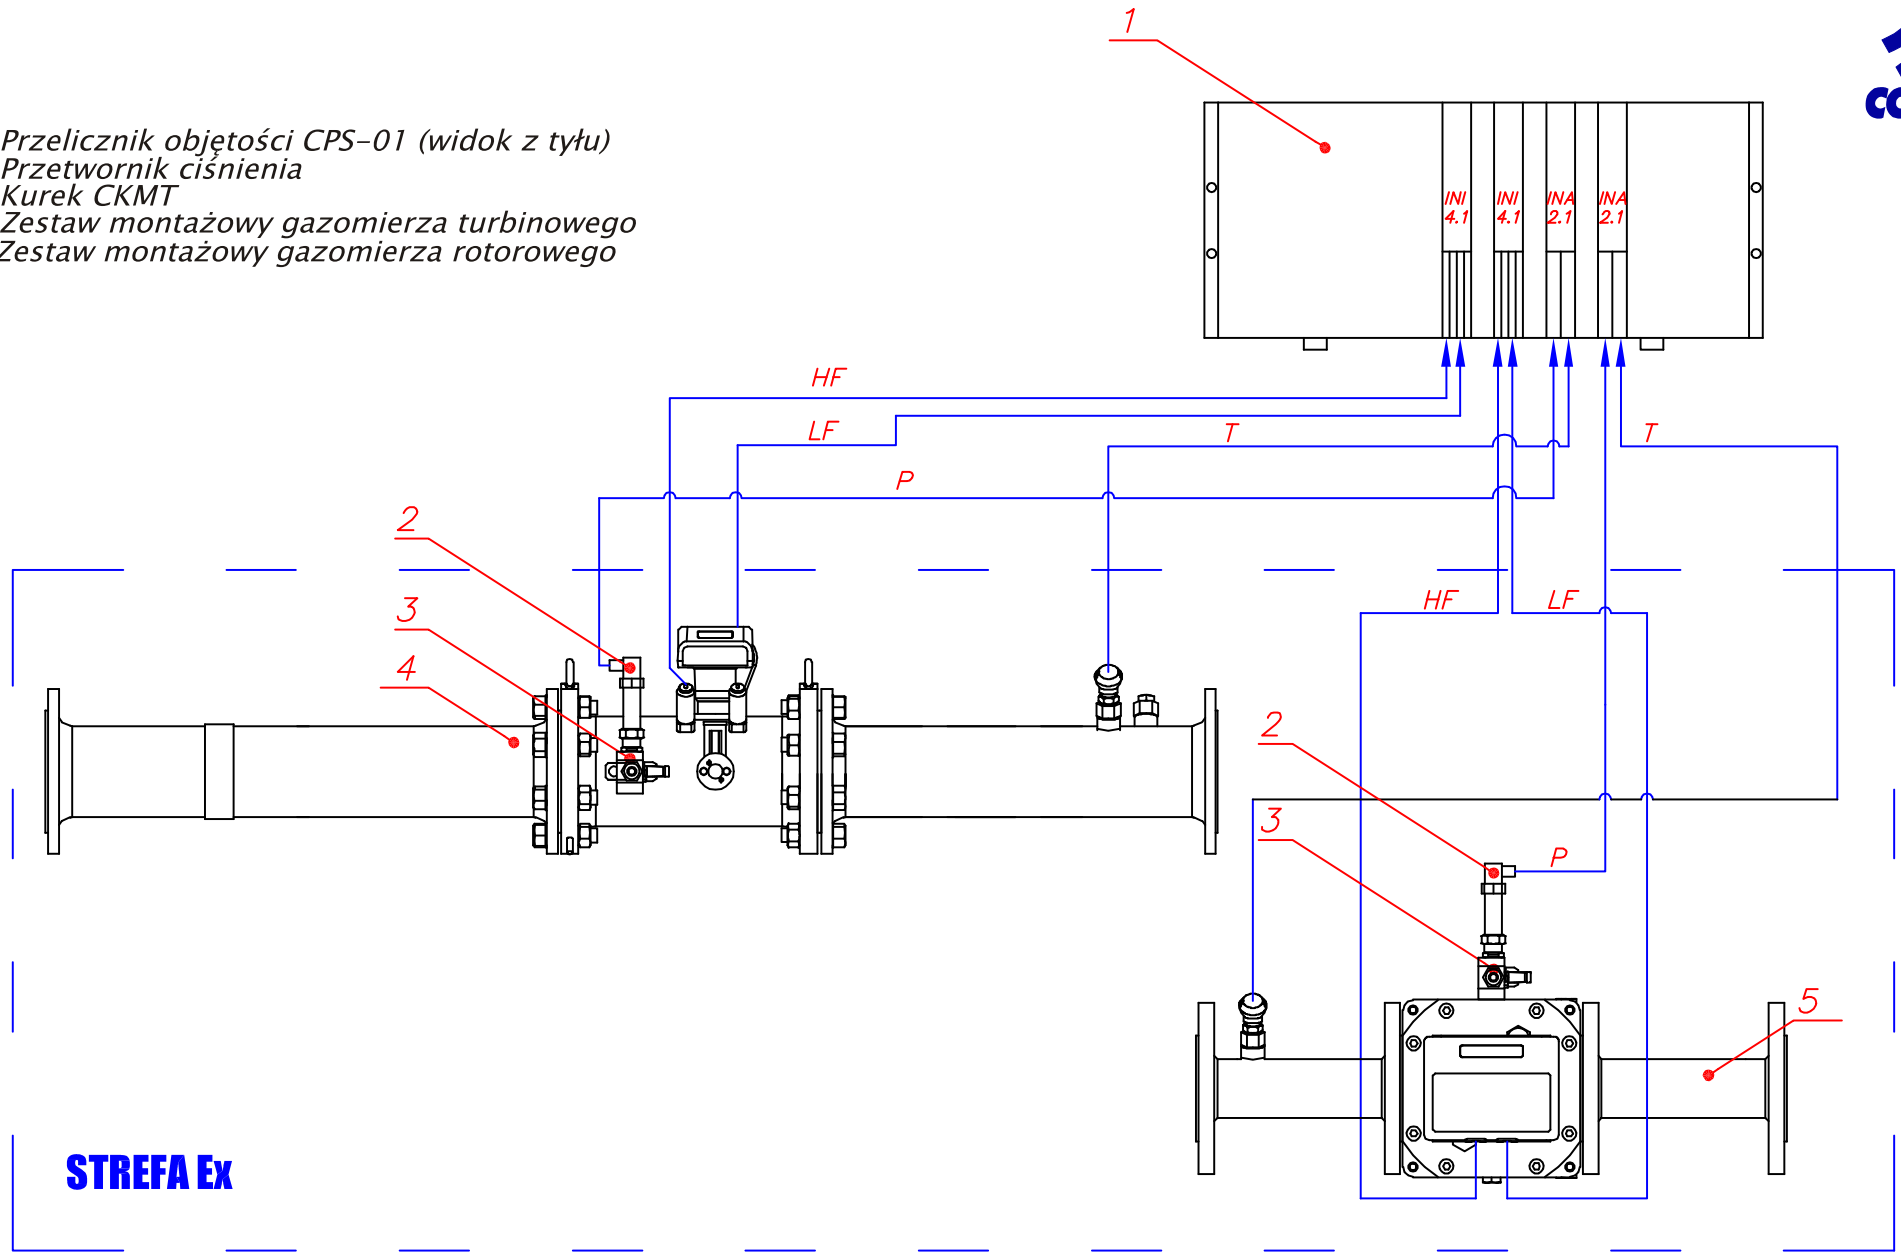 1
Przelicznik objętości CPS-01 (widok z tyłu)
Przetwornik ciśnienia
Kurek CKMT
Zestaw montażowy gazomierza turbinowego
Zestaw montażowy gazomierza rotorowego
INI INI INA INA
4.1 4.1 2.1 2.1
HF
LF
T T
P
2
3
4
HF LF
2
3
P
5
STREFA Ex